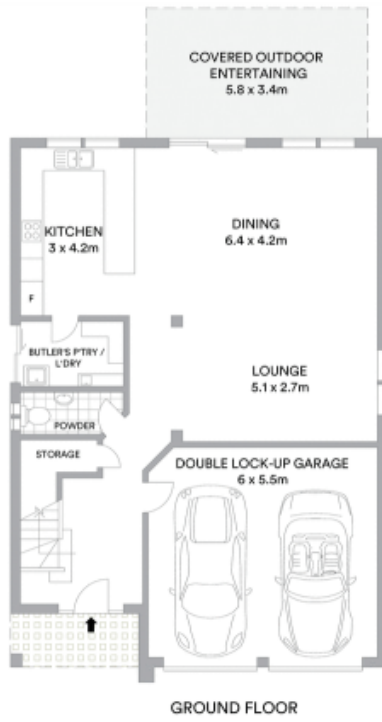 COVERED OUTDOOR
ENTERTAINING
5.8 x 3.4m
KITCHEN
3 x 4.2m
DINING
6.4 x 4.2m
F
BUTLER'S P'TRY /
L'DRY
LOUNGE
5.1 x 2.7m
POWDER
STORAGE
DOUBLE LOCK-UP GARAGE
6 x 5.5m
GROUND FLOOR